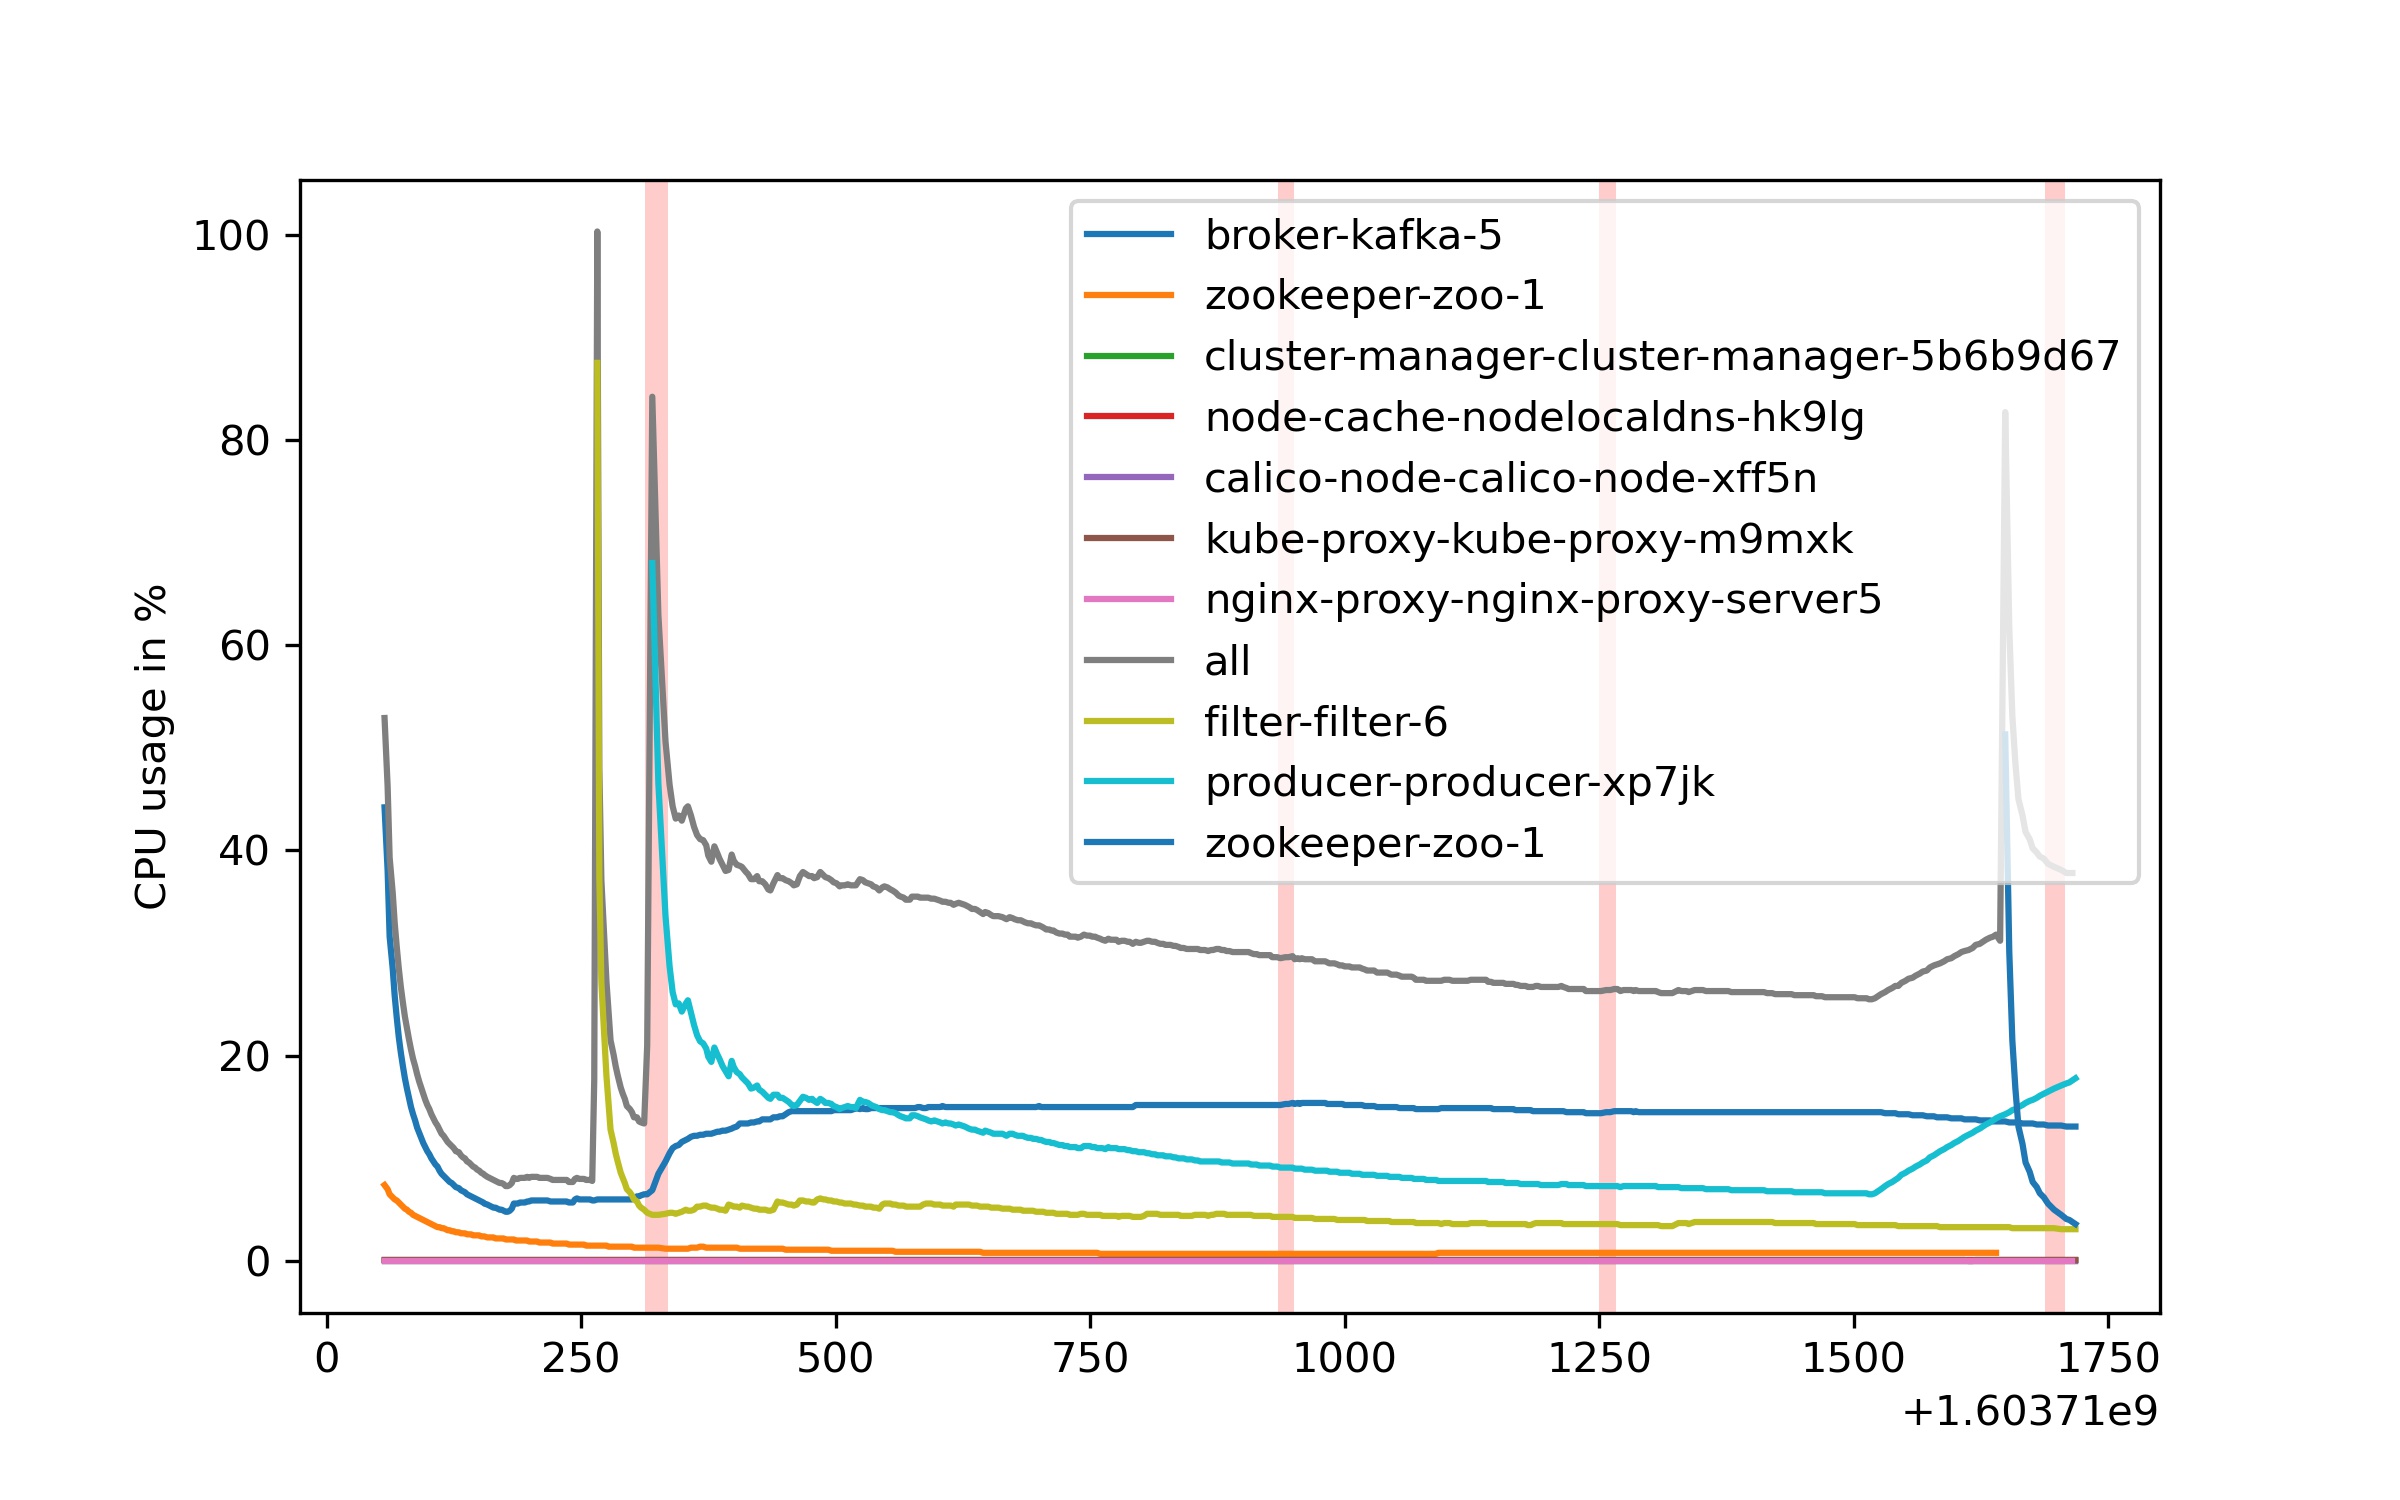 CPU usage in %
100
80
60
40
20
0
broker-kafka-5
zookeeper-zoo-1
cluster-manager-cluster-manager-5b6b9d67
node-cache-nodelocaldns-hk9lg
calico-node-calico-node-xff5n
kube-proxy-kube-proxy-m9mxk
nginx-proxy-nginx-proxy-server5
all
filter-filter-6
producer-producer-xp7jk
zookeeper-zoo-1
0 250 500 750 1000 1250 1500 1750
+1.60371e9